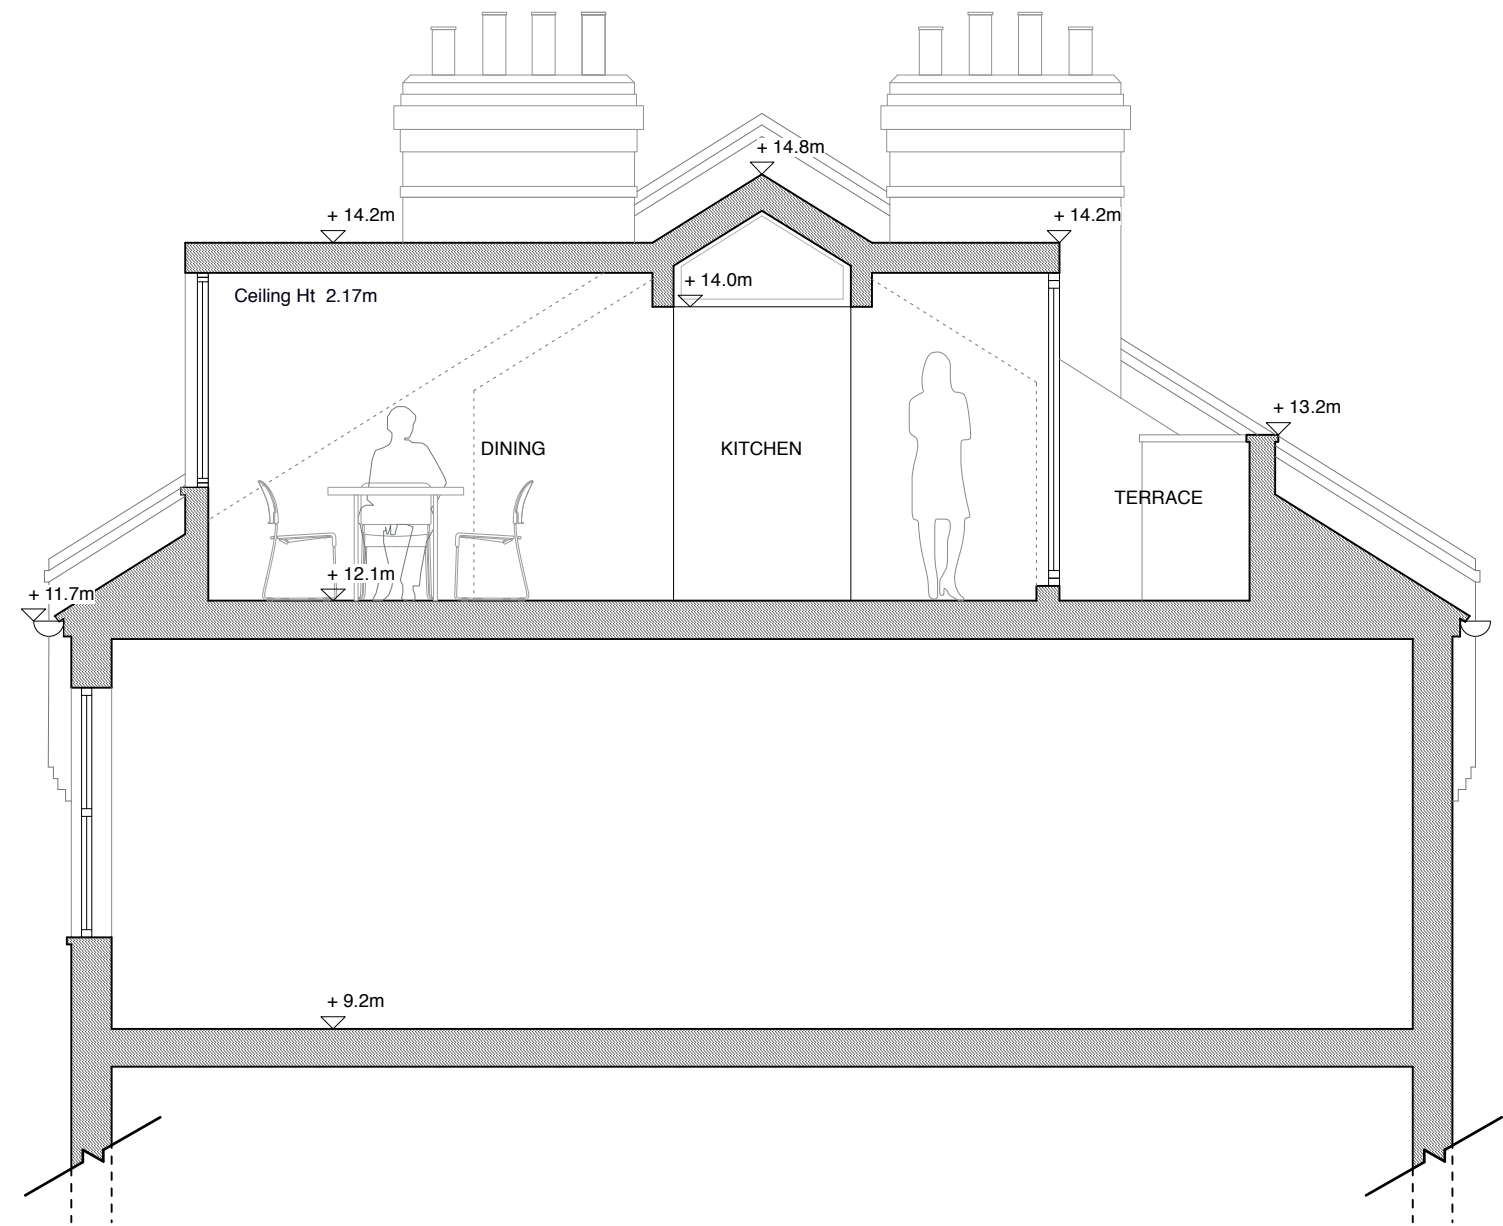 + 14.8m
+ 14.2m
+ 14.2m
+ 14.0m
Ceiling Ht  2.17m
+ 13.2m
DINING
KITCHEN
TERRACE
+ 12.1m
+ 11.7m
+ 9.2m